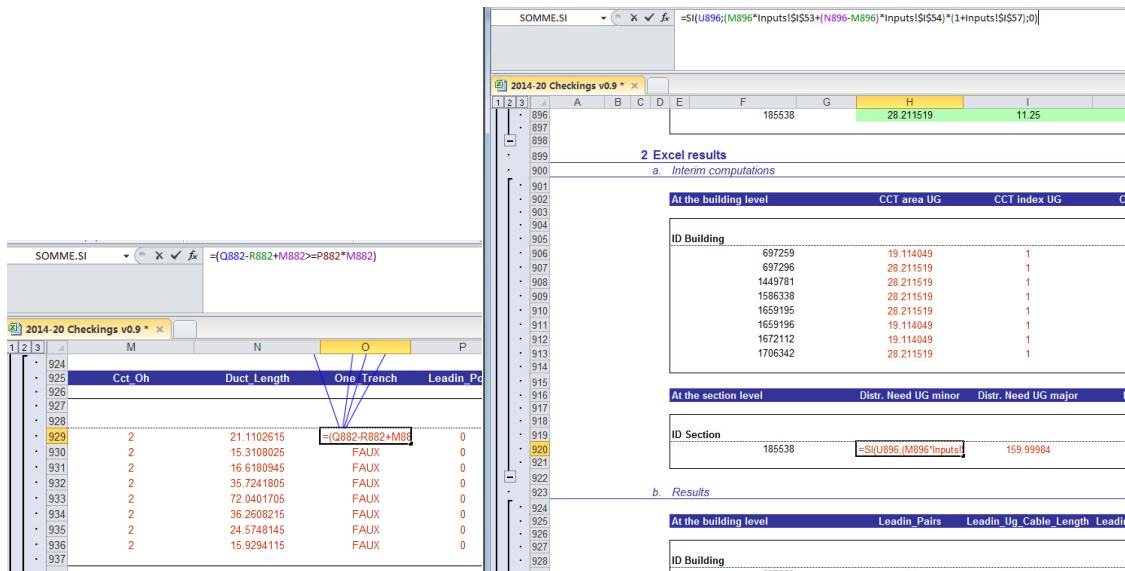 SOMME.SI =SI(U896;(M896*Inputs!$I$53+(N896-M896)*Inputs!$I$54)*(1+Inputs!$I$57);0)
2014-20 Checkings v0.9 *
1 2 3 A B C D E F G H I
896 185538 28.211519 11.25
897
898
899 2 Excel results
900 a. Interim computations
901
902 At the building level CCT area UG CCT index UG
903
904
905 ID Building
906 697259 19.114049 1
907 697296 28.211519 1
908 1449781 28.211519 1
909 1586338 28.211519 1
910 1659195 28.211519 1
911 1659196 19.114049 1
912 1672112 19.114049 1
913 1706342 28.211519 1
914
915
916 At the section level Distr. Need UG minor Distr. Need UG major
917
918
919 ID Section
920 185538 =SI(U896;(M896*Inputs!$ 159.99984
921
922
923 b. Results
924
925 At the building level Leadin_Pairs Leadin_Ug_Cable_Length Leadi
926
927
928 ID Building
SOMME.SI =(Q882-R882+M882>=P882*M882)
2014-20 Checkings v0.9 *
1 2 3 M N O P
924
925 Cct_Oh Duct_Length One_Trench Leadin_Po
926
927
928
929 2 21.1102615 =(Q882-R882+M88 0
930 2 15.3108025 FAUX 0
931 2 16.6180945 FAUX 0
932 2 35.7241805 FAUX 0
933 2 72.0401705 FAUX 0
934 2 36.2608215 FAUX 0
935 2 24.5748145 FAUX 0
936 2 15.9294115 FAUX 0
937